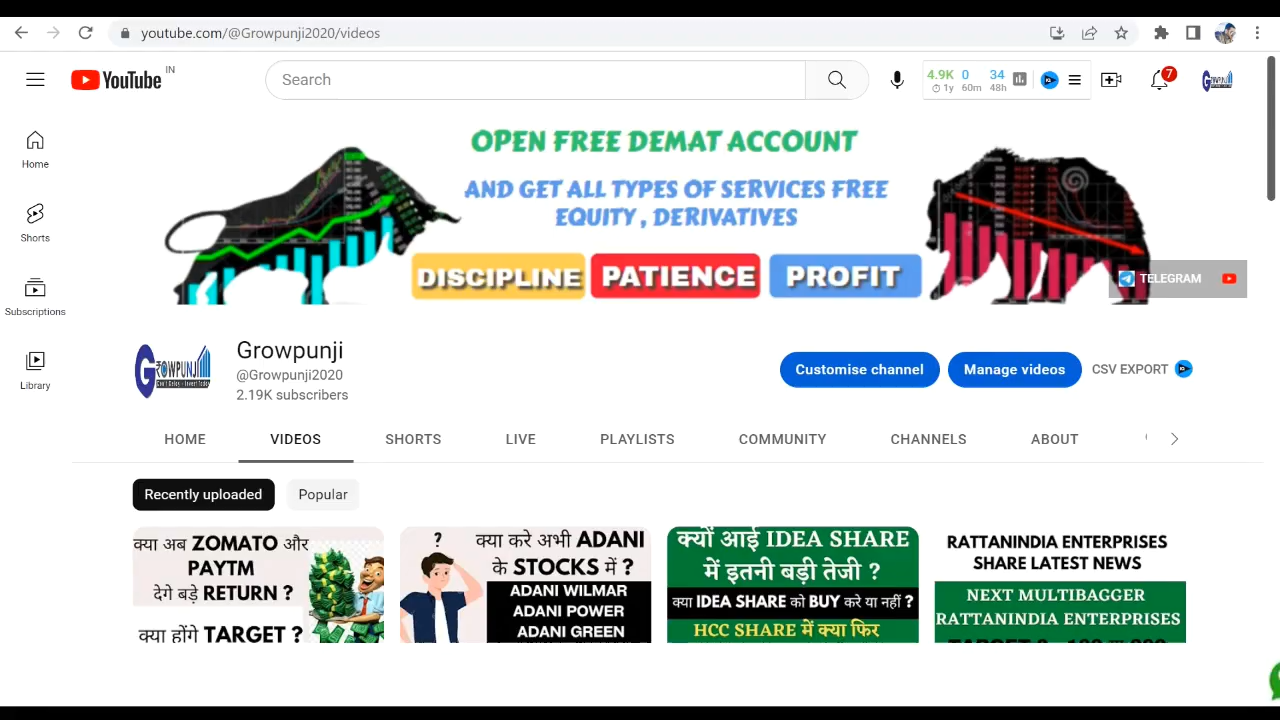 youtube.com/@Growpunji2020/videos
YouTube IN
Search
4.9K 0 34
1y 60m 48h
7
OPEN FREE DEMAT ACCOUNT
AND GET ALL TYPES OF SERVICES FREE
EQUITY , DERIVATIVES
DISCIPLINE PATIENCE PROFIT
TELEGRAM
Home
Shorts
Subscriptions
Library
Growpunji
@Growpunji2020
2.19K subscribers
Customise channel
Manage videos
CSV EXPORT
HOME VIDEOS SHORTS LIVE PLAYLISTS COMMUNITY CHANNELS ABOUT
Recently uploaded Popular
क्या अब ZOMATO और
PAYTM
देगे बड़े RETURN ?
क्या होंगे TARGET ?
?
क्या करे अभी ADANI
के STOCKS में ?
ADANI WILMAR
ADANI POWER
ADANI GREEN
क्यों आई IDEA SHARE
में इतनी बड़ी तेजी ?
क्या IDEA SHARE को BUY करे या नहीं ?
HCC SHARE में क्या फिर
RATTANINDIA ENTERPRISES
SHARE LATEST NEWS
NEXT MULTIBAGGER
RATTANINDIA ENTERPRISES